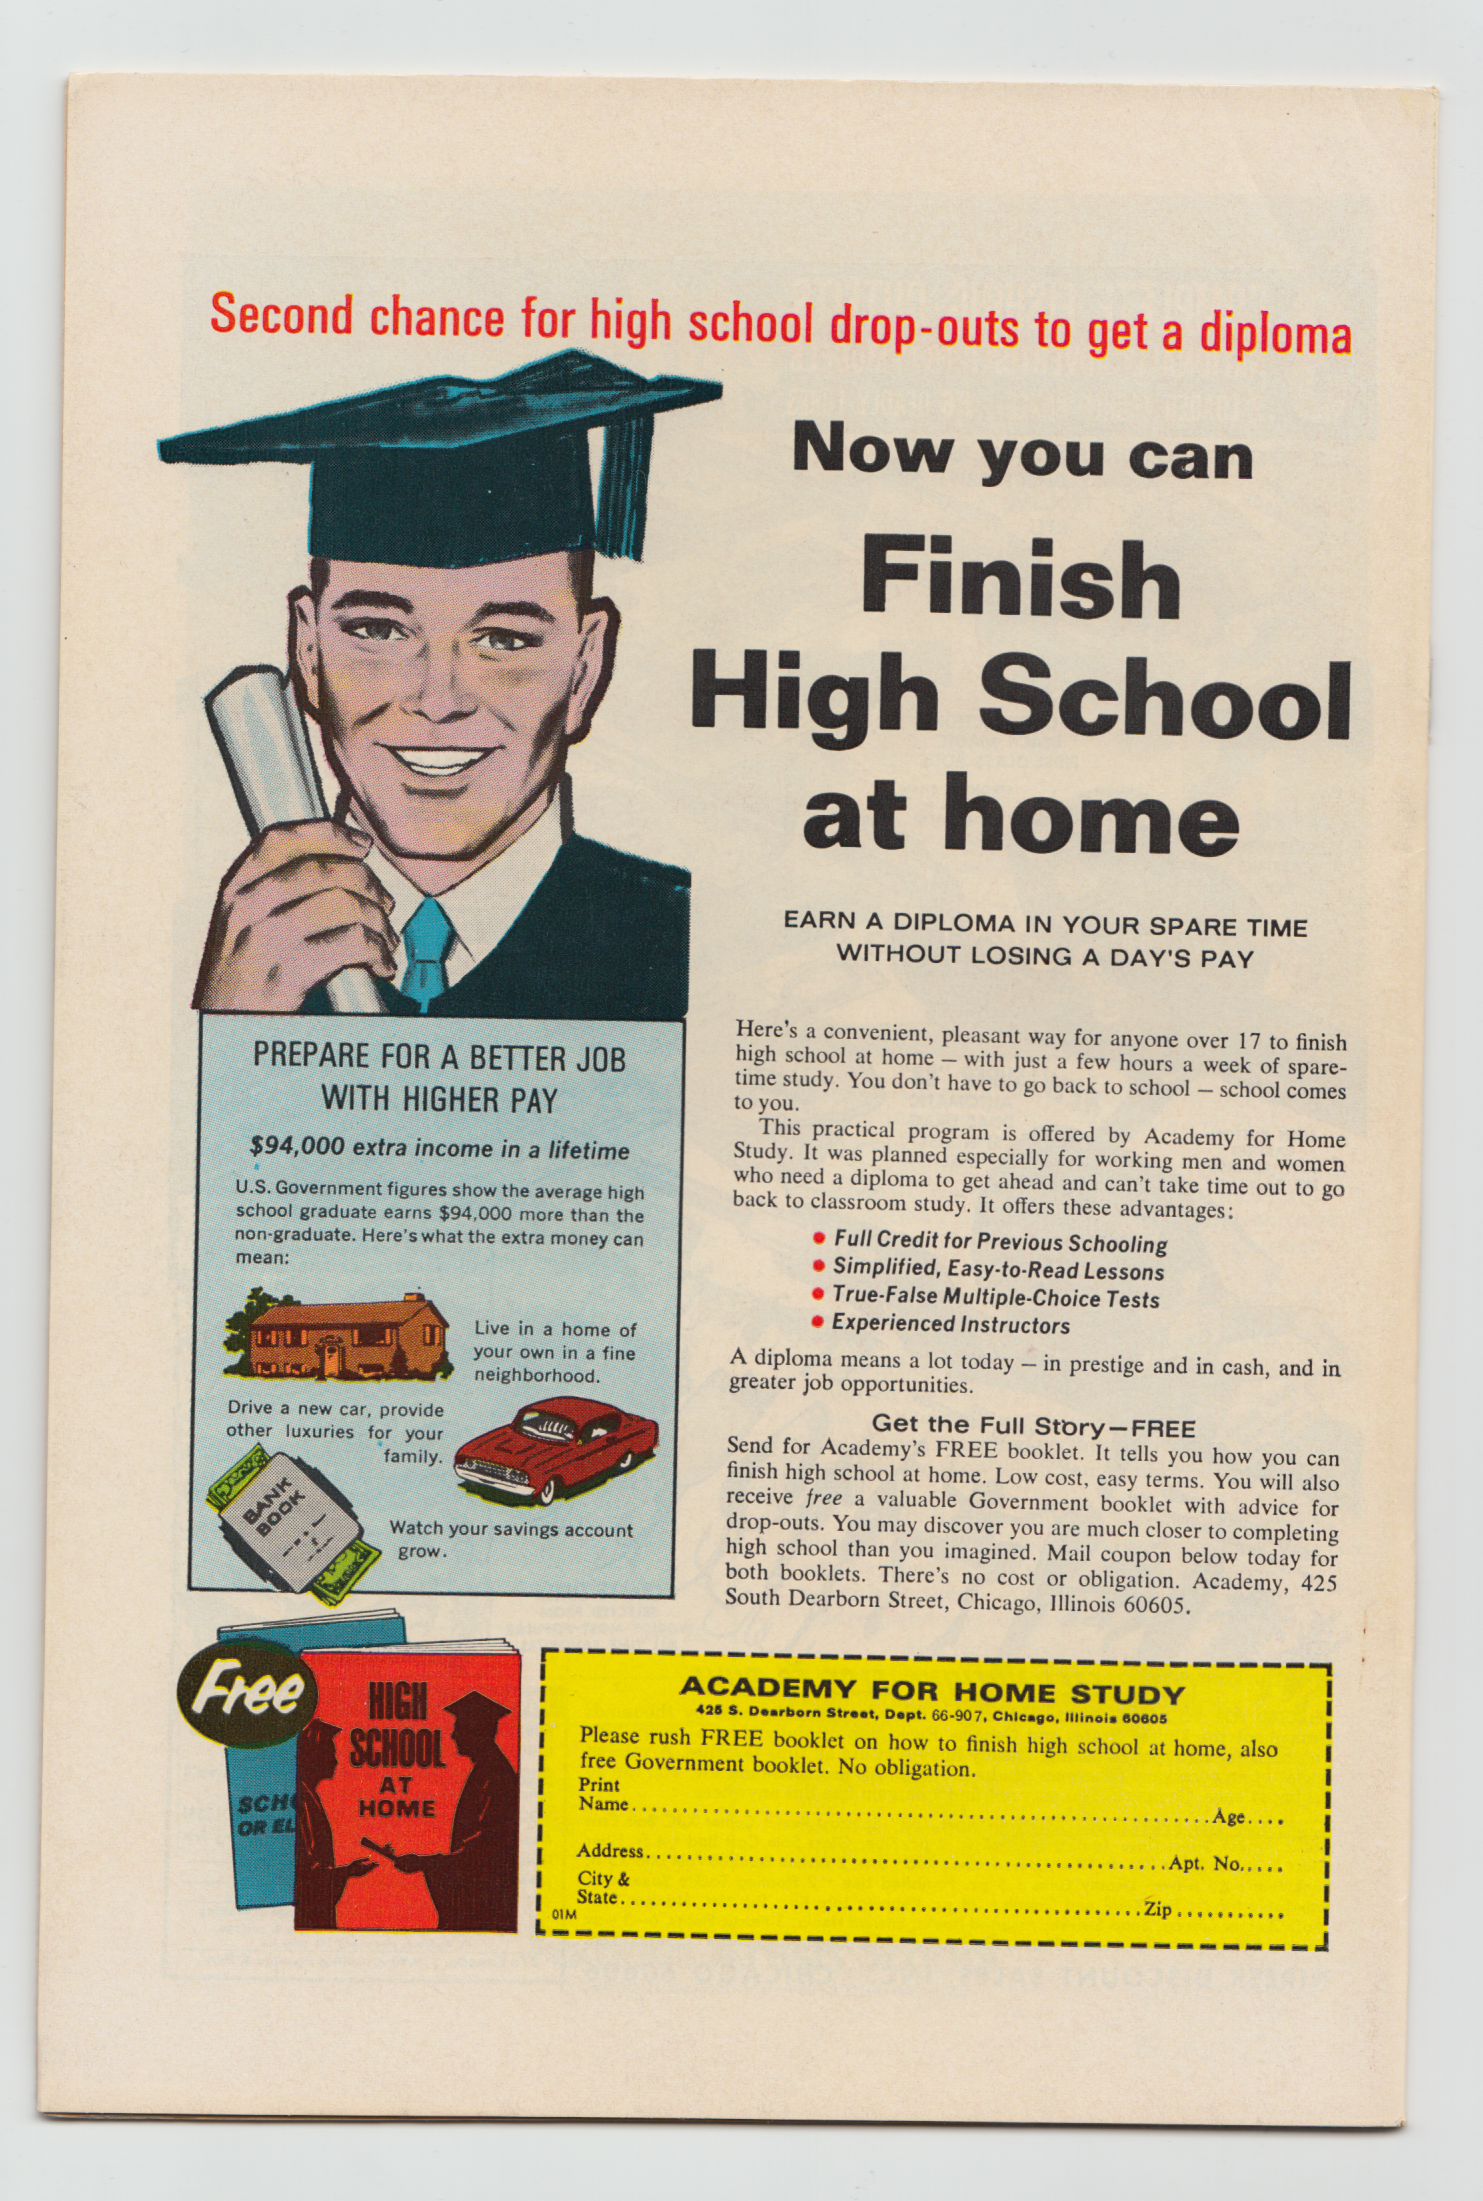 Second chance for high school drop-outs to get a diploma
Now you can
Finish
High School
at home
EARN A DIPLOMA IN YOUR SPARE TIME
WITHOUT LOSING A DAY'S PAY
PREPARE FOR A BETTER JOB
WITH HIGHER PAY
$94,000 extra income in a lifetime
U.S. Government figures show the average high
school graduate earns $94,000 more than the
non-graduate. Here's what the extra money can
mean:
Live in a home of
your own in a fine
neighborhood.
Drive a new car, provide
other luxuries for your
family.
BANK
BOOK
Watch your savings account
grow.
Here's a convenient, pleasant way for anyone over 17 to finish
high school at home — with just a few hours a week of spare-
time study. You don't have to go back to school — school comes
to you.
This practical program is offered by Academy for Home
Study. It was planned especially for working men and women
who need a diploma to get ahead and can't take time out to go
back to classroom study. It offers these advantages:
• Full Credit for Previous Schooling
• Simplified, Easy-to-Read Lessons
• True-False Multiple-Choice Tests
• Experienced Instructors
A diploma means a lot today — in prestige and in cash, and in
greater job opportunities.
Get the Full Story—FREE
Send for Academy's FREE booklet. It tells you how you can
finish high school at home. Low cost, easy terms. You will also
receive free a valuable Government booklet with advice for
drop-outs. You may discover you are much closer to completing
high school than you imagined. Mail coupon below today for
both booklets. There's no cost or obligation. Academy, 425
South Dearborn Street, Chicago, Illinois 60605.
Free
HIGH
SCHOOL
AT
HOME
SCHO
OR EL
ACADEMY FOR HOME STUDY
425 S. Dearborn Street, Dept. 66-907, Chicago, Illinois 60605
Please rush FREE booklet on how to finish high school at home, also
free Government booklet. No obligation.
Print
Name..........Age....
Address..........Apt. No.....
City &
State..........Zip...........
01M